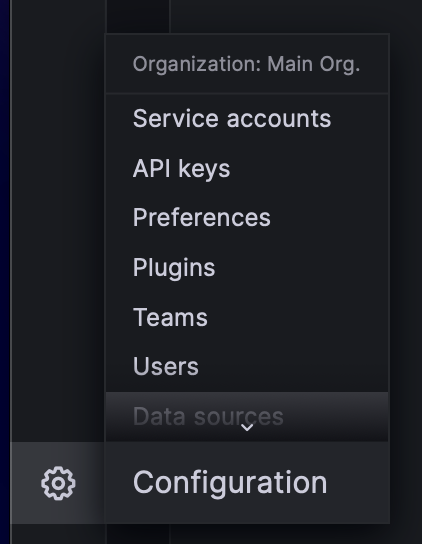 Organization: Main Org.
Service accounts
API keys
Preferences
Plugins
Teams
Users
Data sources
Configuration